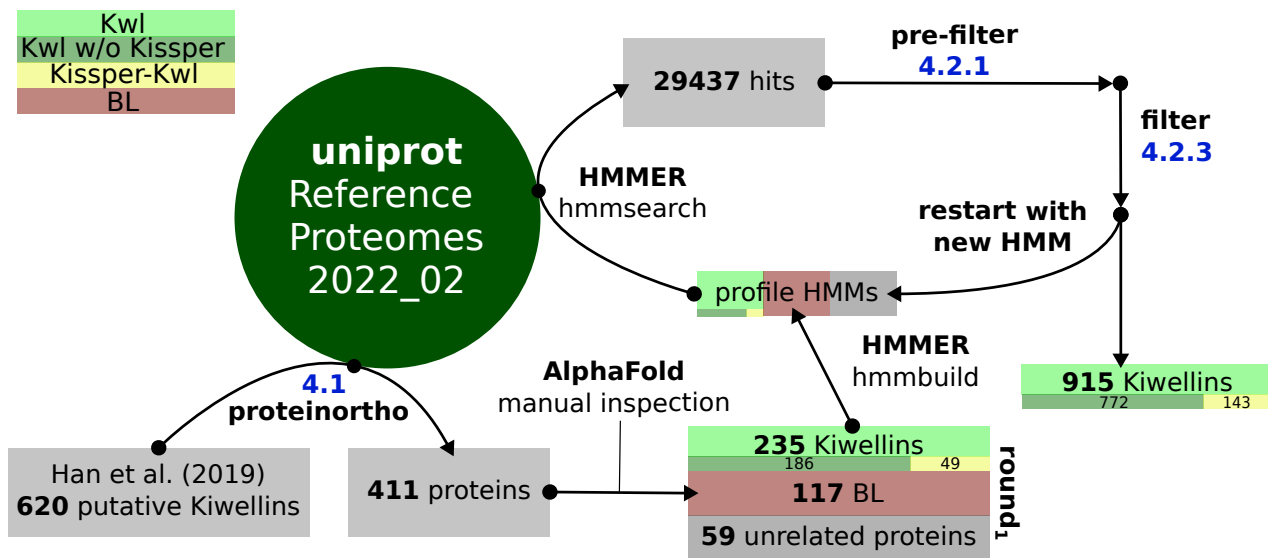 Kwl
Kwl w/o Kissper
Kissper-Kwl
BL
uniprot
Reference
Proteomes
2022_02
29437 hits
pre-filter
4.2.1
filter
4.2.3
HMMER
hmmsearch
restart with
new HMM
profile HMMs
HMMER
hmmbuild
915 Kiwellins
772 143
4.1
proteinortho
Han et al. (2019)
620 putative Kiwellins
411 proteins
AlphaFold
manual inspection
235 Kiwellins
186 49
117 BL
59 unrelated proteins
round1